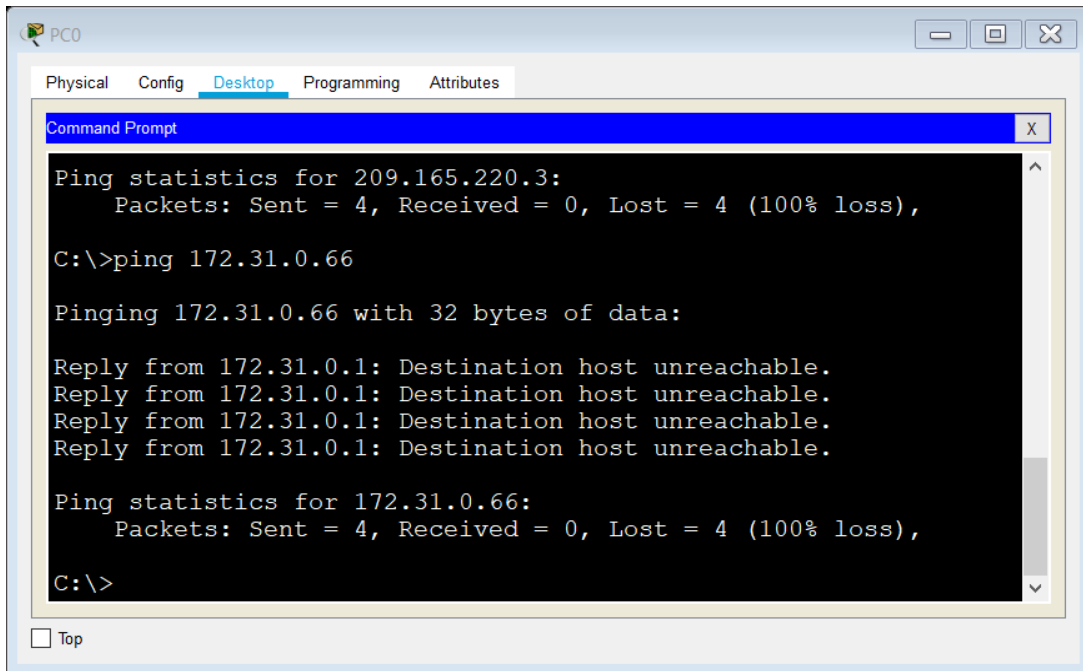 PC0
Physical Config Desktop Programming Attributes
Command Prompt X
Ping statistics for 209.165.220.3:
    Packets: Sent = 4, Received = 0, Lost = 4 (100% loss),
C:\>ping 172.31.0.66
Pinging 172.31.0.66 with 32 bytes of data:
Reply from 172.31.0.1: Destination host unreachable.
Reply from 172.31.0.1: Destination host unreachable.
Reply from 172.31.0.1: Destination host unreachable.
Reply from 172.31.0.1: Destination host unreachable.
Ping statistics for 172.31.0.66:
    Packets: Sent = 4, Received = 0, Lost = 4 (100% loss),
C:\>
Top